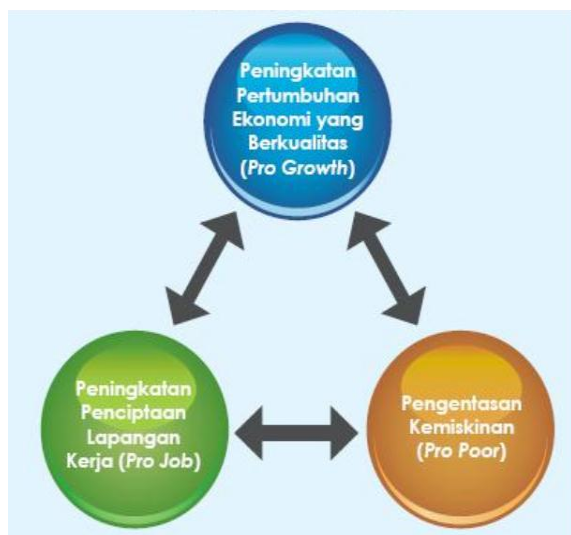 Peningkatan
Pertumbuhan
Ekonomi yang
Berkualitas
(Pro Growth)
Peningkatan
Penciptaan
Lapangan
Kerja (Pro Job)
Pengentasan
Kemiskinan
(Pro Poor)